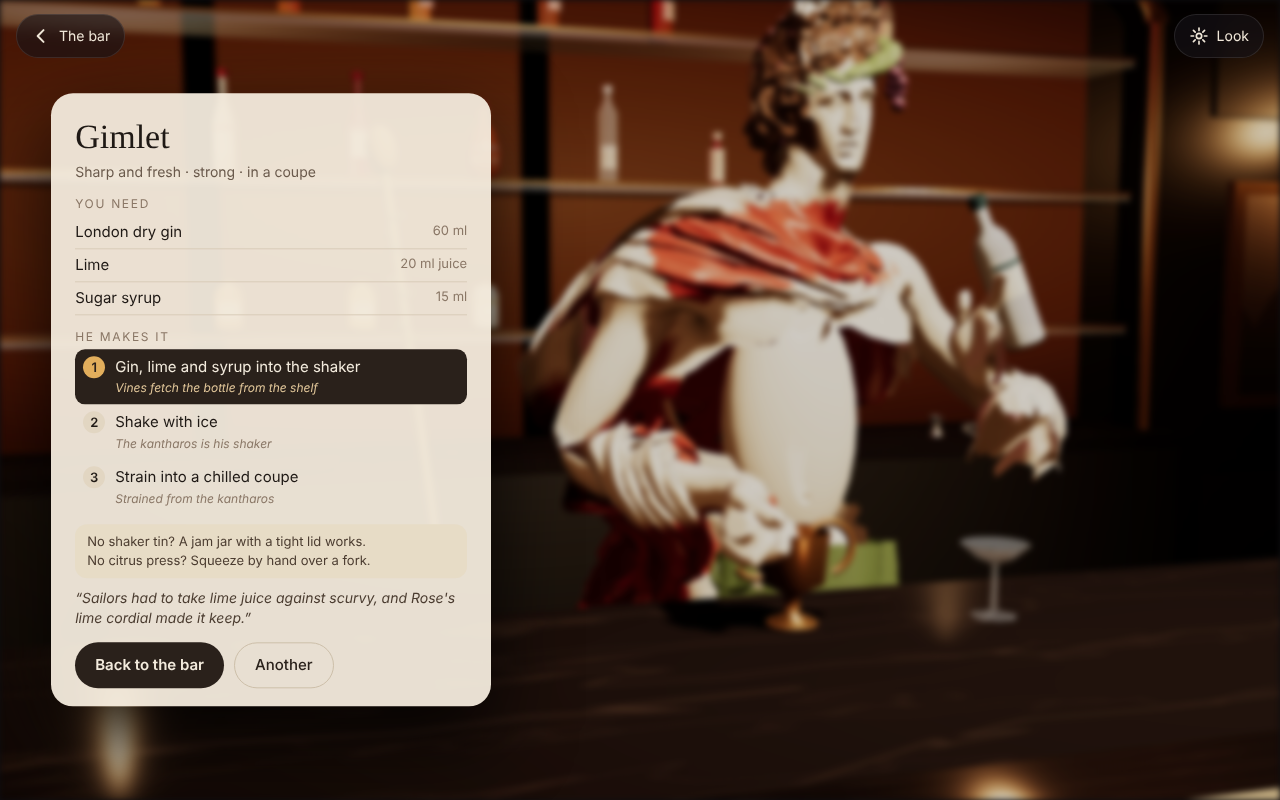 The bar
Look
Gimlet
Sharp and fresh · strong · in a coupe
YOU NEED
London dry gin 60 ml
Lime 20 ml juice
Sugar syrup 15 ml
HE MAKES IT
1 Gin, lime and syrup into the shaker
Vines fetch the bottle from the shelf
2 Shake with ice
The kantharos is his shaker
3 Strain into a chilled coupe
Strained from the kantharos
No shaker tin? A jam jar with a tight lid works.
No citrus press? Squeeze by hand over a fork.
“Sailors had to take lime juice against scurvy, and Rose's
lime cordial made it keep.”
Back to the bar
Another